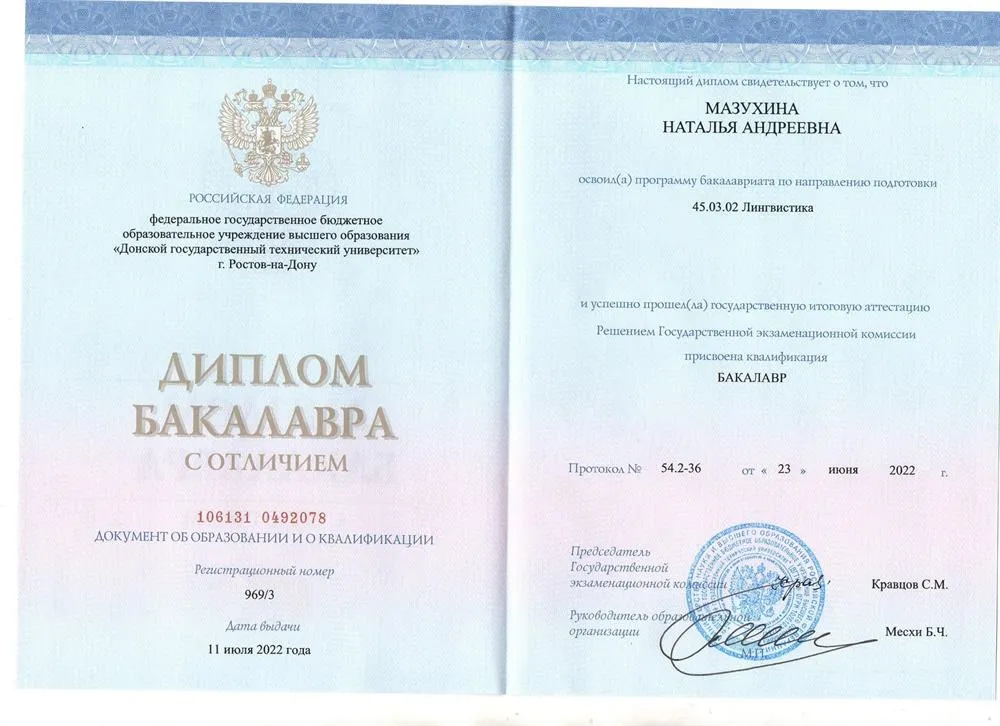 РОССИЙСКАЯ ФЕДЕРАЦИЯ
федеральное государственное бюджетное
образовательное учреждение высшего образования
«Донской государственный технический университет»
г. Ростов-на-Дону
ДИПЛОМ
БАКАЛАВРА
С ОТЛИЧИЕМ
106131 0492078
ДОКУМЕНТ ОБ ОБРАЗОВАНИИ И О КВАЛИФИКАЦИИ
Регистрационный номер
969/3
Дата выдачи
11 июля 2022 года
Настоящий диплом свидетельствует о том, что
МАЗУХИНА
НАТАЛЬЯ АНДРЕЕВНА
освоил(а) программу бакалавриата по направлению подготовки
45.03.02 Лингвистика
и успешно прошел(ла) государственную итоговую аттестацию
Решением Государственной экзаменационной комиссии
присвоена квалификация
БАКАЛАВР
Протокол № 54.2-36 от « 23 » июня 2022 г.
Председатель
Государственной
экзаменационной комиссии Кравцов С.М.
Руководитель образовательной
организации Месхи Б.Ч.
М.П.